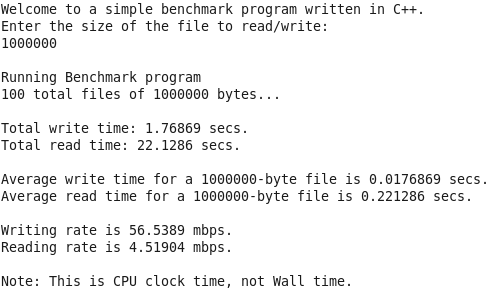 Welcome to a simple benchmark program written in C++.
Enter the size of the file to read/write:
1000000
Running Benchmark program
100 total files of 1000000 bytes...
Total write time: 1.76869 secs.
Total read time: 22.1286 secs.
Average write time for a 1000000-byte file is 0.0176869 secs.
Average read time for a 1000000-byte file is 0.221286 secs.
Writing rate is 56.5389 mbps.
Reading rate is 4.51904 mbps.
Note: This is CPU clock time, not Wall time.